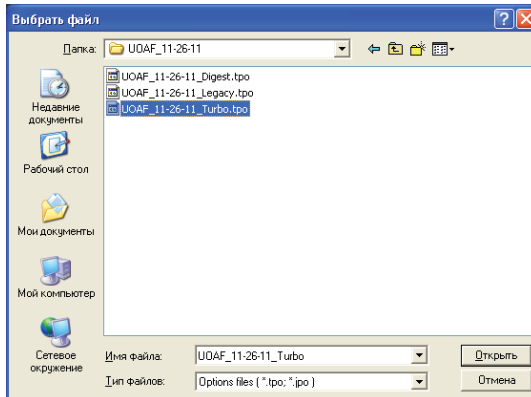 Выбрать файл
Папка:
UOAF_11-26-11
UOAF_11-26-11_Digest.tpo
UOAF_11-26-11_Legacy.tpo
UOAF_11-26-11_Turbo.tpo
Недавние
документы
Рабочий стол
Мои документы
Мой компьютер
Сетевое
окружение
Имя файла:
UOAF_11-26-11_Turbo
Открыть
Тип файлов:
Options files ( *.tpo; *.jpo )
Отмена